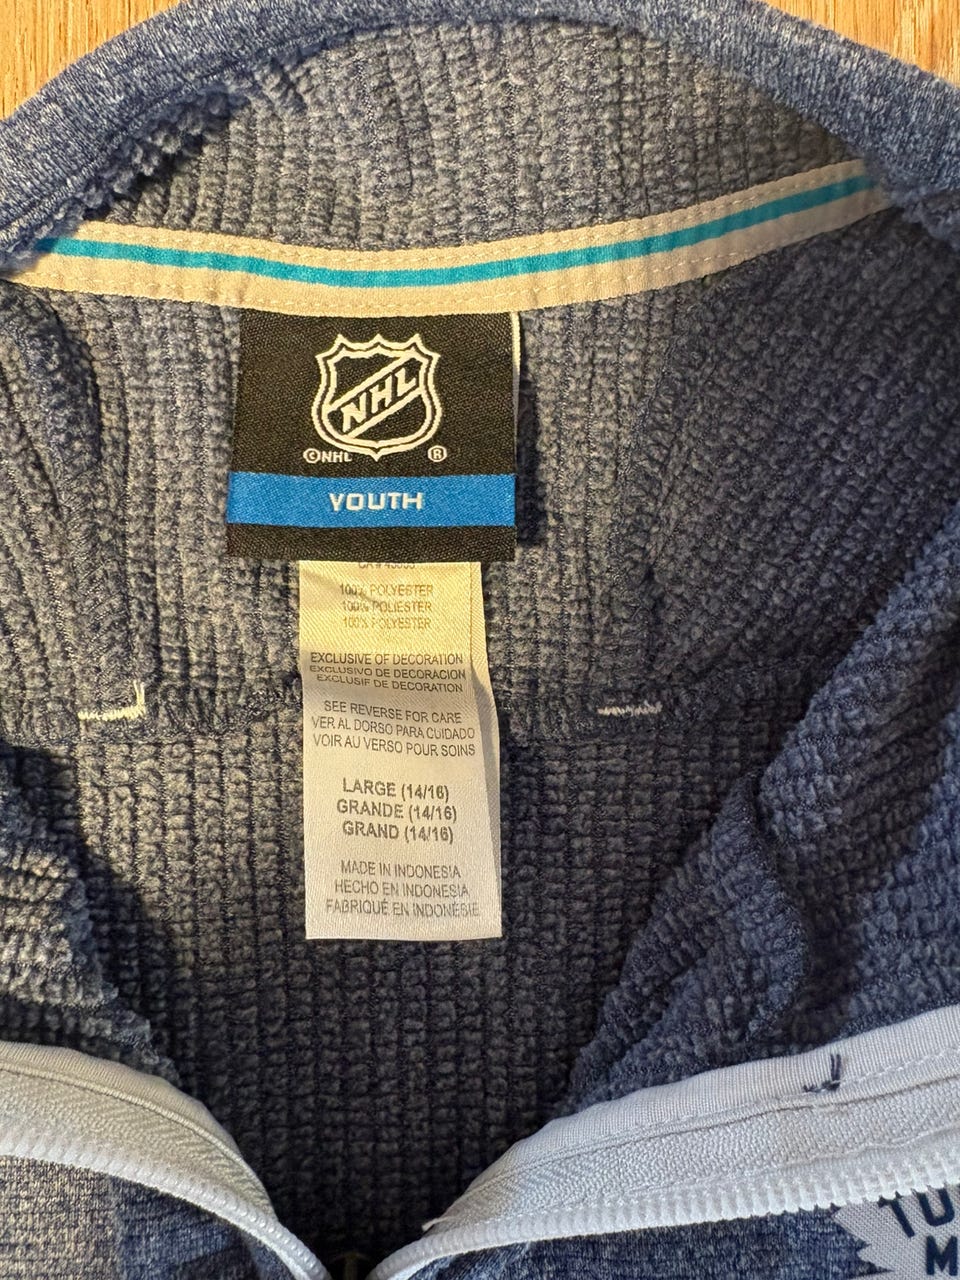 NHL
©NHL ®
YOUTH
100% POLYESTER
100% POLIESTER
100% POLYESTER
EXCLUSIVE OF DECORATION
EXCLUSIVO DE DECORACION
EXCLUSIF DE DECORATION
SEE REVERSE FOR CARE
VER AL DORSO PARA CUIDADO
VOIR AU VERSO POUR SOINS
LARGE (14/16)
GRANDE (14/16)
GRAND (14/16)
MADE IN INDONESIA
HECHO EN INDONESIA
FABRIQUÉ EN INDONÉSIE